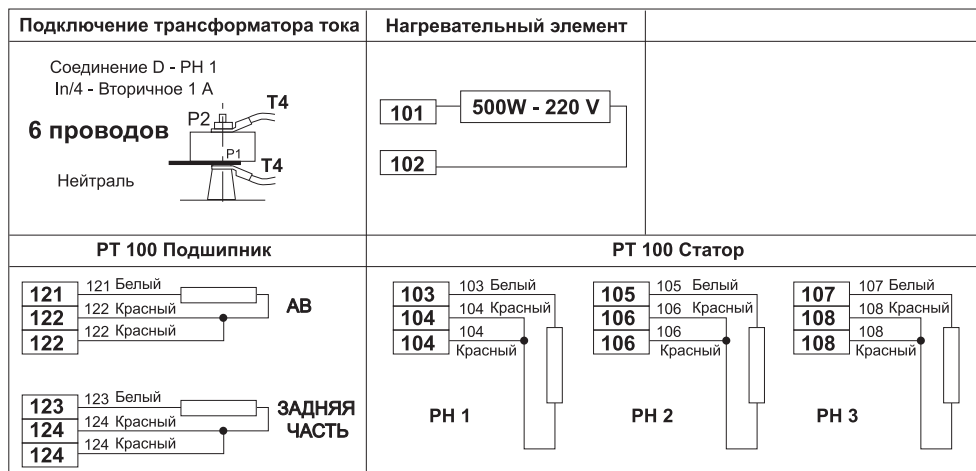 Подключение трансформатора тока
Соединение D - PH 1
In/4 - Вторичное 1 А
6 проводов
P2
T4
P1
T4
Нейтраль
Нагревательный элемент
101
500W - 220 V
102
РТ 100 Подшипник
121
121 Белый
122
122 Красный
122
122 Красный
АВ
123
123 Белый
124
124 Красный
124
124 Красный
ЗАДНЯЯ
ЧАСТЬ
РТ 100 Статор
103
103 Белый
104
104 Красный
104
104
Красный
PH 1
105
105 Белый
106
106 Красный
106
106
Красный
PH 2
107
107 Белый
108
108 Красный
108
108
Красный
PH 3